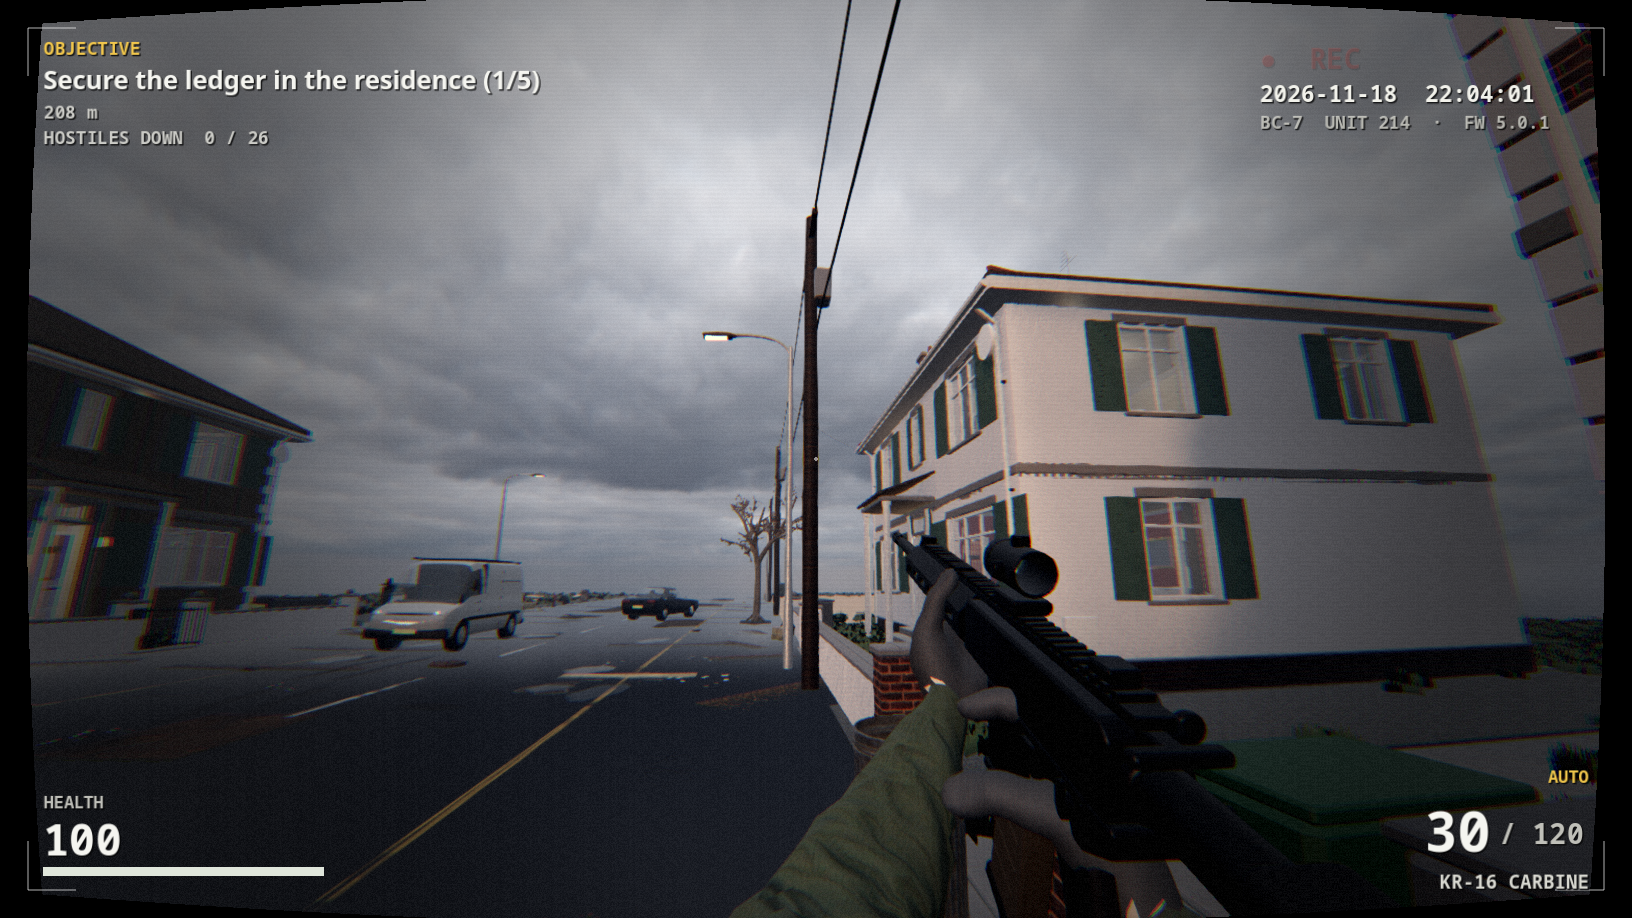 OBJECTIVE
Secure the ledger in the residence (1/5)
208 m
HOSTILES DOWN 0 / 26
● REC
2026-11-18 22:04:01
BC-7 UNIT 214 · FW 5.0.1
HEALTH
100
AUTO
30 / 120
KR-16 CARBINE